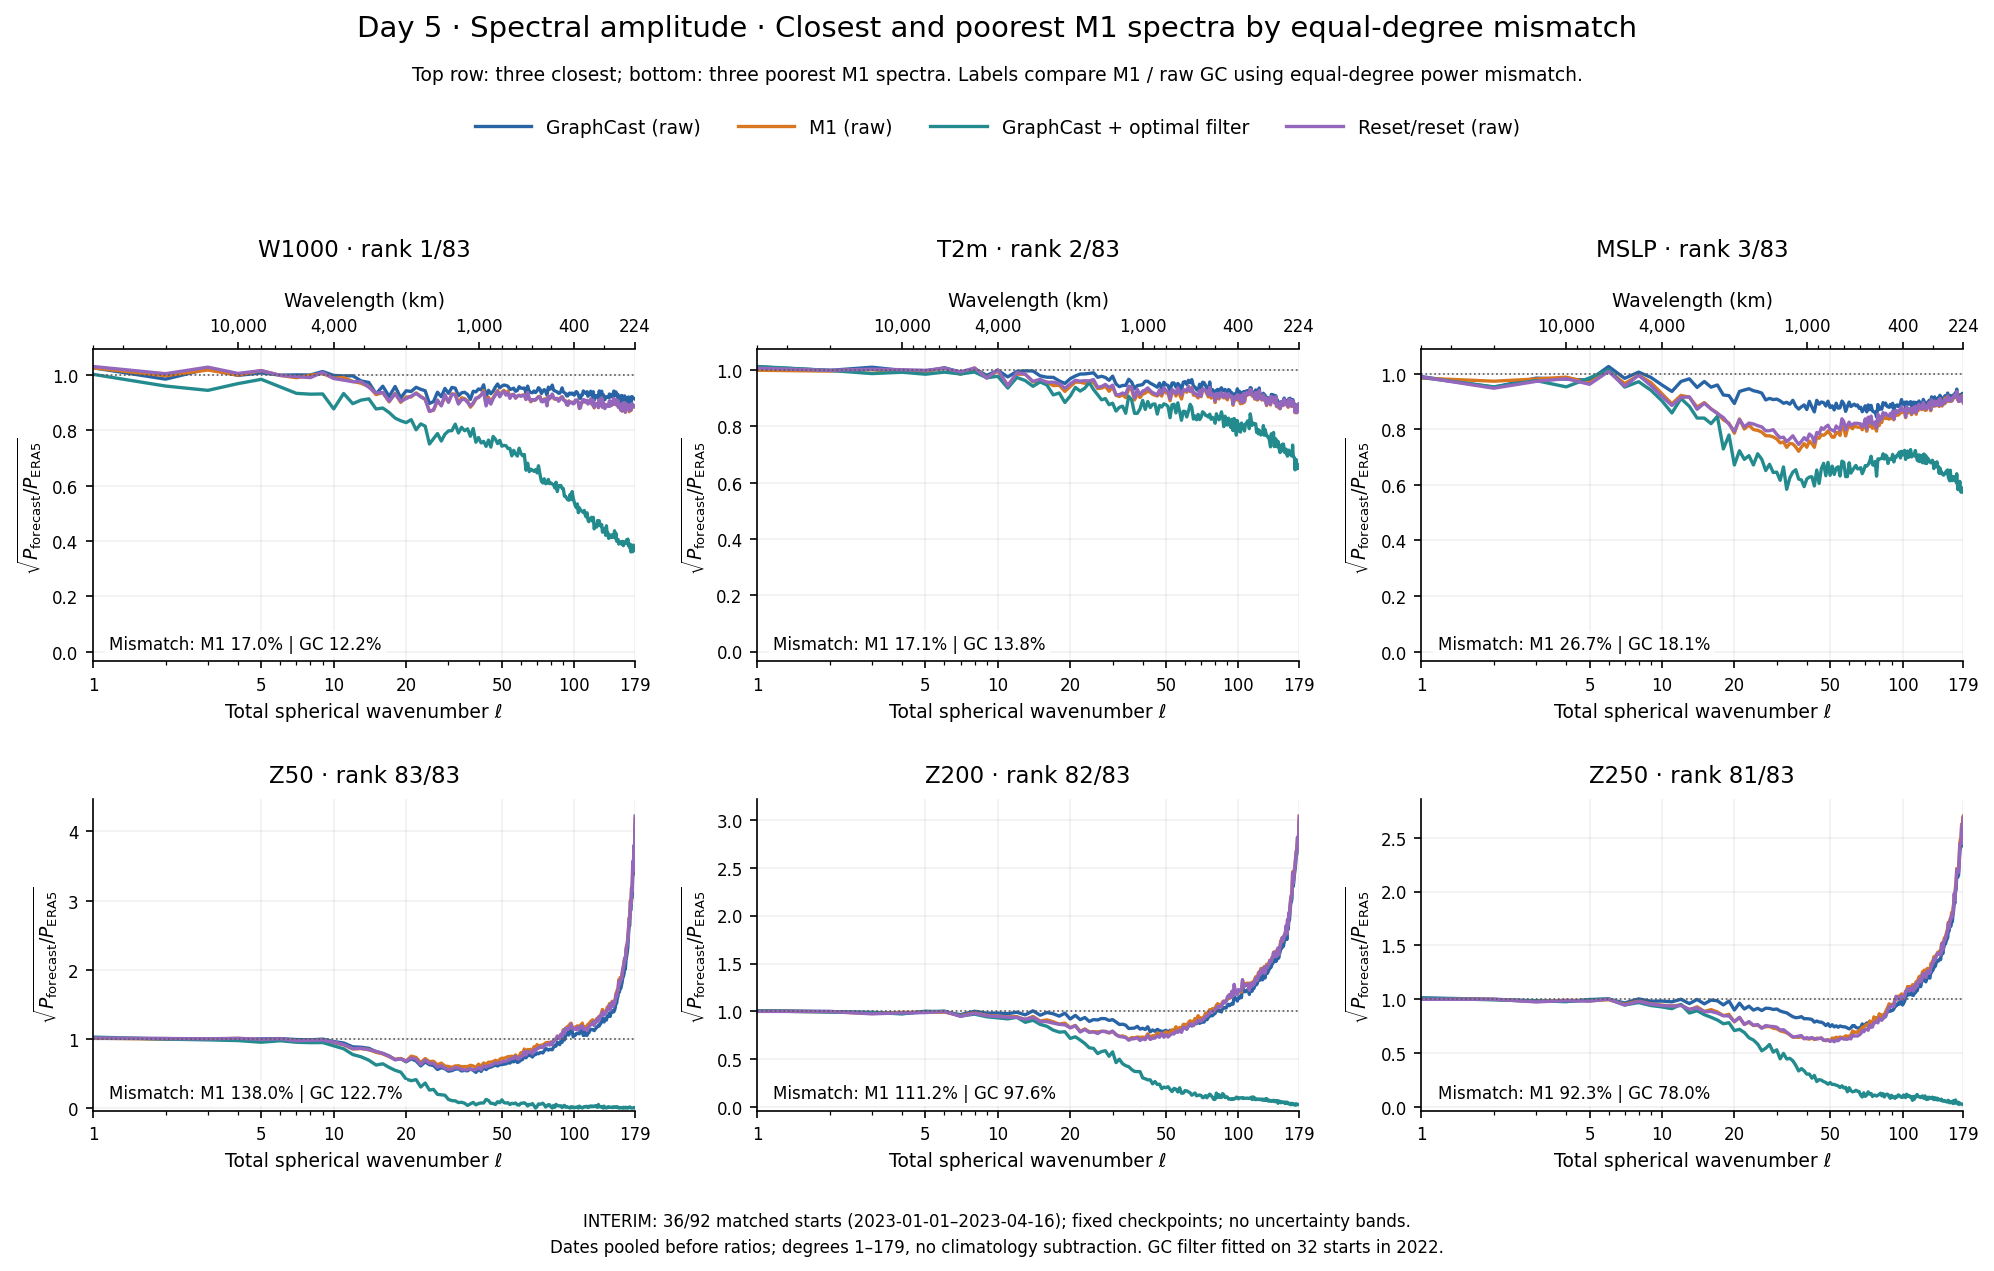 Day 5 · Spectral amplitude · Closest and poorest M1 spectra by equal-degree mismatch
Top row: three closest; bottom: three poorest M1 spectra. Labels compare M1 / raw GC using equal-degree power mismatch.
GraphCast (raw) M1 (raw) GraphCast + optimal filter Reset/reset (raw)
W1000 · rank 1/83
Wavelength (km)
10,000 4,000 1,000 400 224
√P_forecast/P_ERA5
1.0
0.8
0.6
0.4
0.2
0.0
Mismatch: M1 17.0% | GC 12.2%
1 5 10 20 50 100 179
Total spherical wavenumber ℓ
T2m · rank 2/83
Wavelength (km)
10,000 4,000 1,000 400 224
√P_forecast/P_ERA5
1.0
0.8
0.6
0.4
0.2
0.0
Mismatch: M1 17.1% | GC 13.8%
1 5 10 20 50 100 179
Total spherical wavenumber ℓ
MSLP · rank 3/83
Wavelength (km)
10,000 4,000 1,000 400 224
√P_forecast/P_ERA5
1.0
0.8
0.6
0.4
0.2
0.0
Mismatch: M1 26.7% | GC 18.1%
1 5 10 20 50 100 179
Total spherical wavenumber ℓ
Z50 · rank 83/83
√P_forecast/P_ERA5
4
3
2
1
0
Mismatch: M1 138.0% | GC 122.7%
1 5 10 20 50 100 179
Total spherical wavenumber ℓ
Z200 · rank 82/83
√P_forecast/P_ERA5
3.0
2.5
2.0
1.5
1.0
0.5
0.0
Mismatch: M1 111.2% | GC 97.6%
1 5 10 20 50 100 179
Total spherical wavenumber ℓ
Z250 · rank 81/83
√P_forecast/P_ERA5
2.5
2.0
1.5
1.0
0.5
0.0
Mismatch: M1 92.3% | GC 78.0%
1 5 10 20 50 100 179
Total spherical wavenumber ℓ
INTERIM: 36/92 matched starts (2023-01-01–2023-04-16); fixed checkpoints; no uncertainty bands.
Dates pooled before ratios; degrees 1–179, no climatology subtraction. GC filter fitted on 32 starts in 2022.